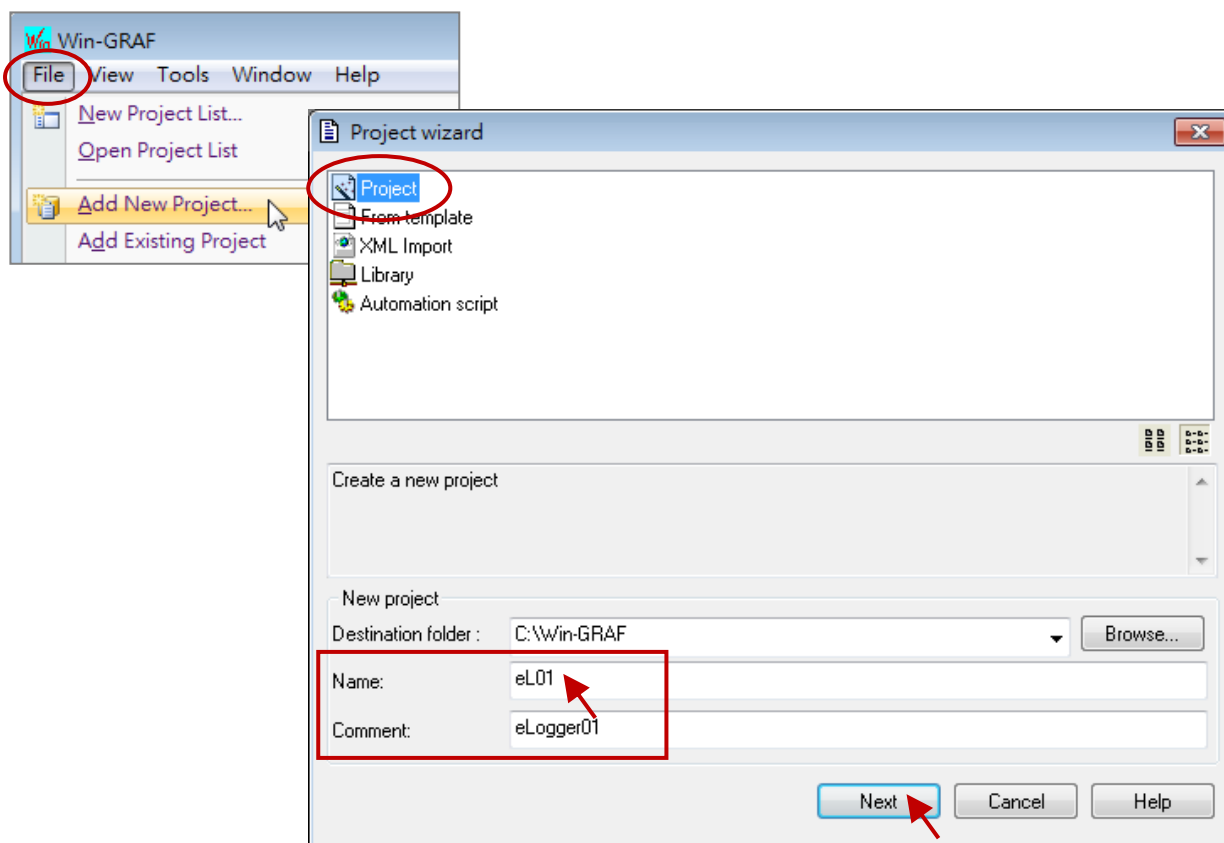 Win-GRAF
File View Tools Window Help
New Project List...
Open Project List
Add New Project...
Add Existing Project
Project wizard
Project
From template
XML Import
Library
Automation script
Create a new project
New project
Destination folder : C:\Win-GRAF Browse...
Name: eL01
Comment: eLogger01
Next Cancel Help